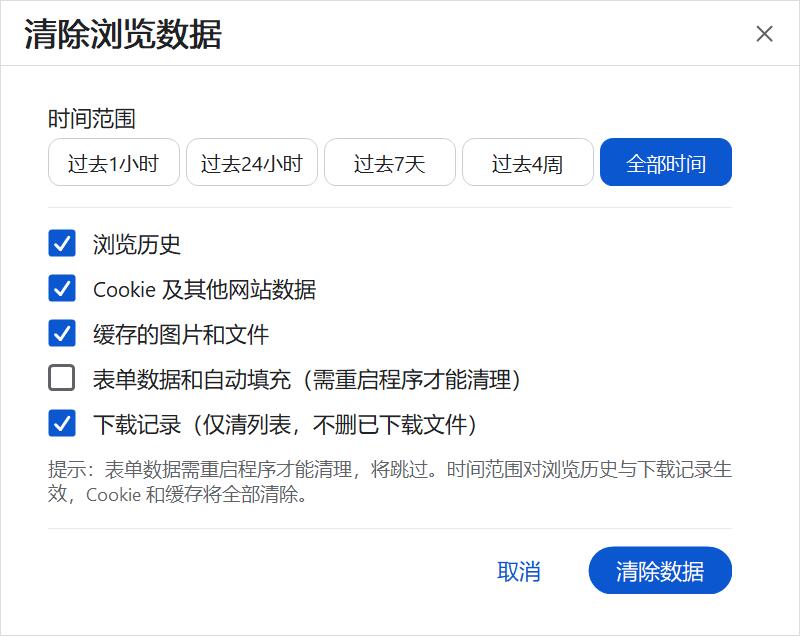 清除浏览数据
时间范围
过去1小时
过去24小时
过去7天
过去4周
全部时间
浏览历史
Cookie 及其他网站数据
缓存的图片和文件
表单数据和自动填充（需重启程序才能清理）
下载记录（仅清列表，不删已下载文件）
提示：表单数据需重启程序才能清理，将跳过。时间范围对浏览历史与下载记录生
效，Cookie 和缓存将全部清除。
取消
清除数据